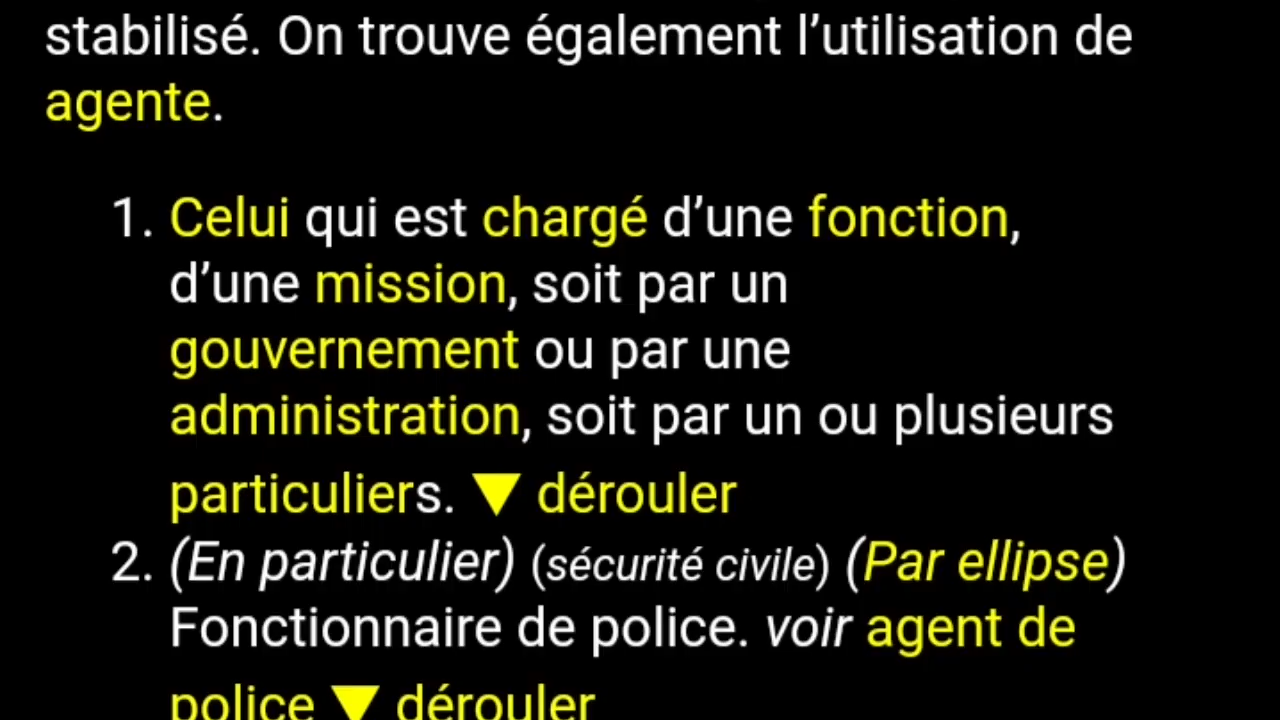 stabilisé. On trouve également l’utilisation de
agente.
1. Celui qui est chargé d’une fonction,
d’une mission, soit par un
gouvernement ou par une
administration, soit par un ou plusieurs
particuliers. ▼ dérouler
2. (En particulier) (sécurité civile) (Par ellipse)
Fonctionnaire de police. voir agent de
police ▼ dérouler